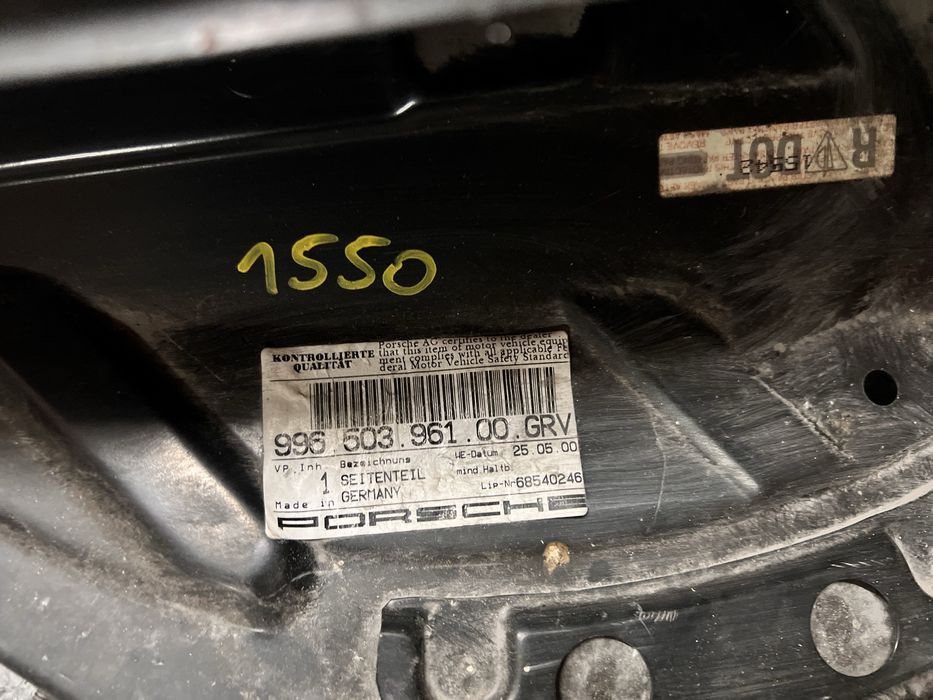 R DOT
15542
1550
KONTROLLIERTE
QUALITÄT
Porsche AG certifies to the dealer
that this item of motor vehicle equip
ment complies with all applicable Fe
deral Motor Vehicle Safety Standard
996.503.961.00.GRV
VP.Inh Bezeichnung WE-Datum 25.05.00
1 SEITENTEIL mind.Haltb.
Made in GERMANY Lip-Nr 68540246
PORSCHE